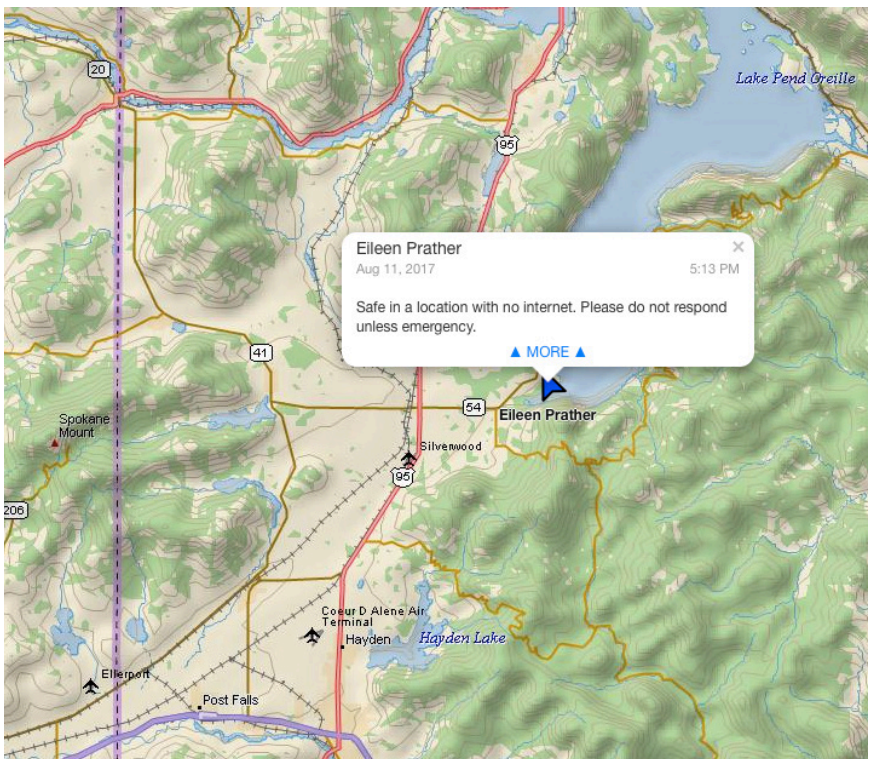 20
Lake Pend Oreille
95
Eileen Prather
Aug 11, 2017 5:13 PM
Safe in a location with no internet. Please do not respond
unless emergency.
▲ MORE ▲
41
54
Eileen Prather
Spokane
Mount
Silverwood
95
206
Coeur D Alene Air
Terminal
Hayden
Hayden Lake
Ellerport
Post Falls